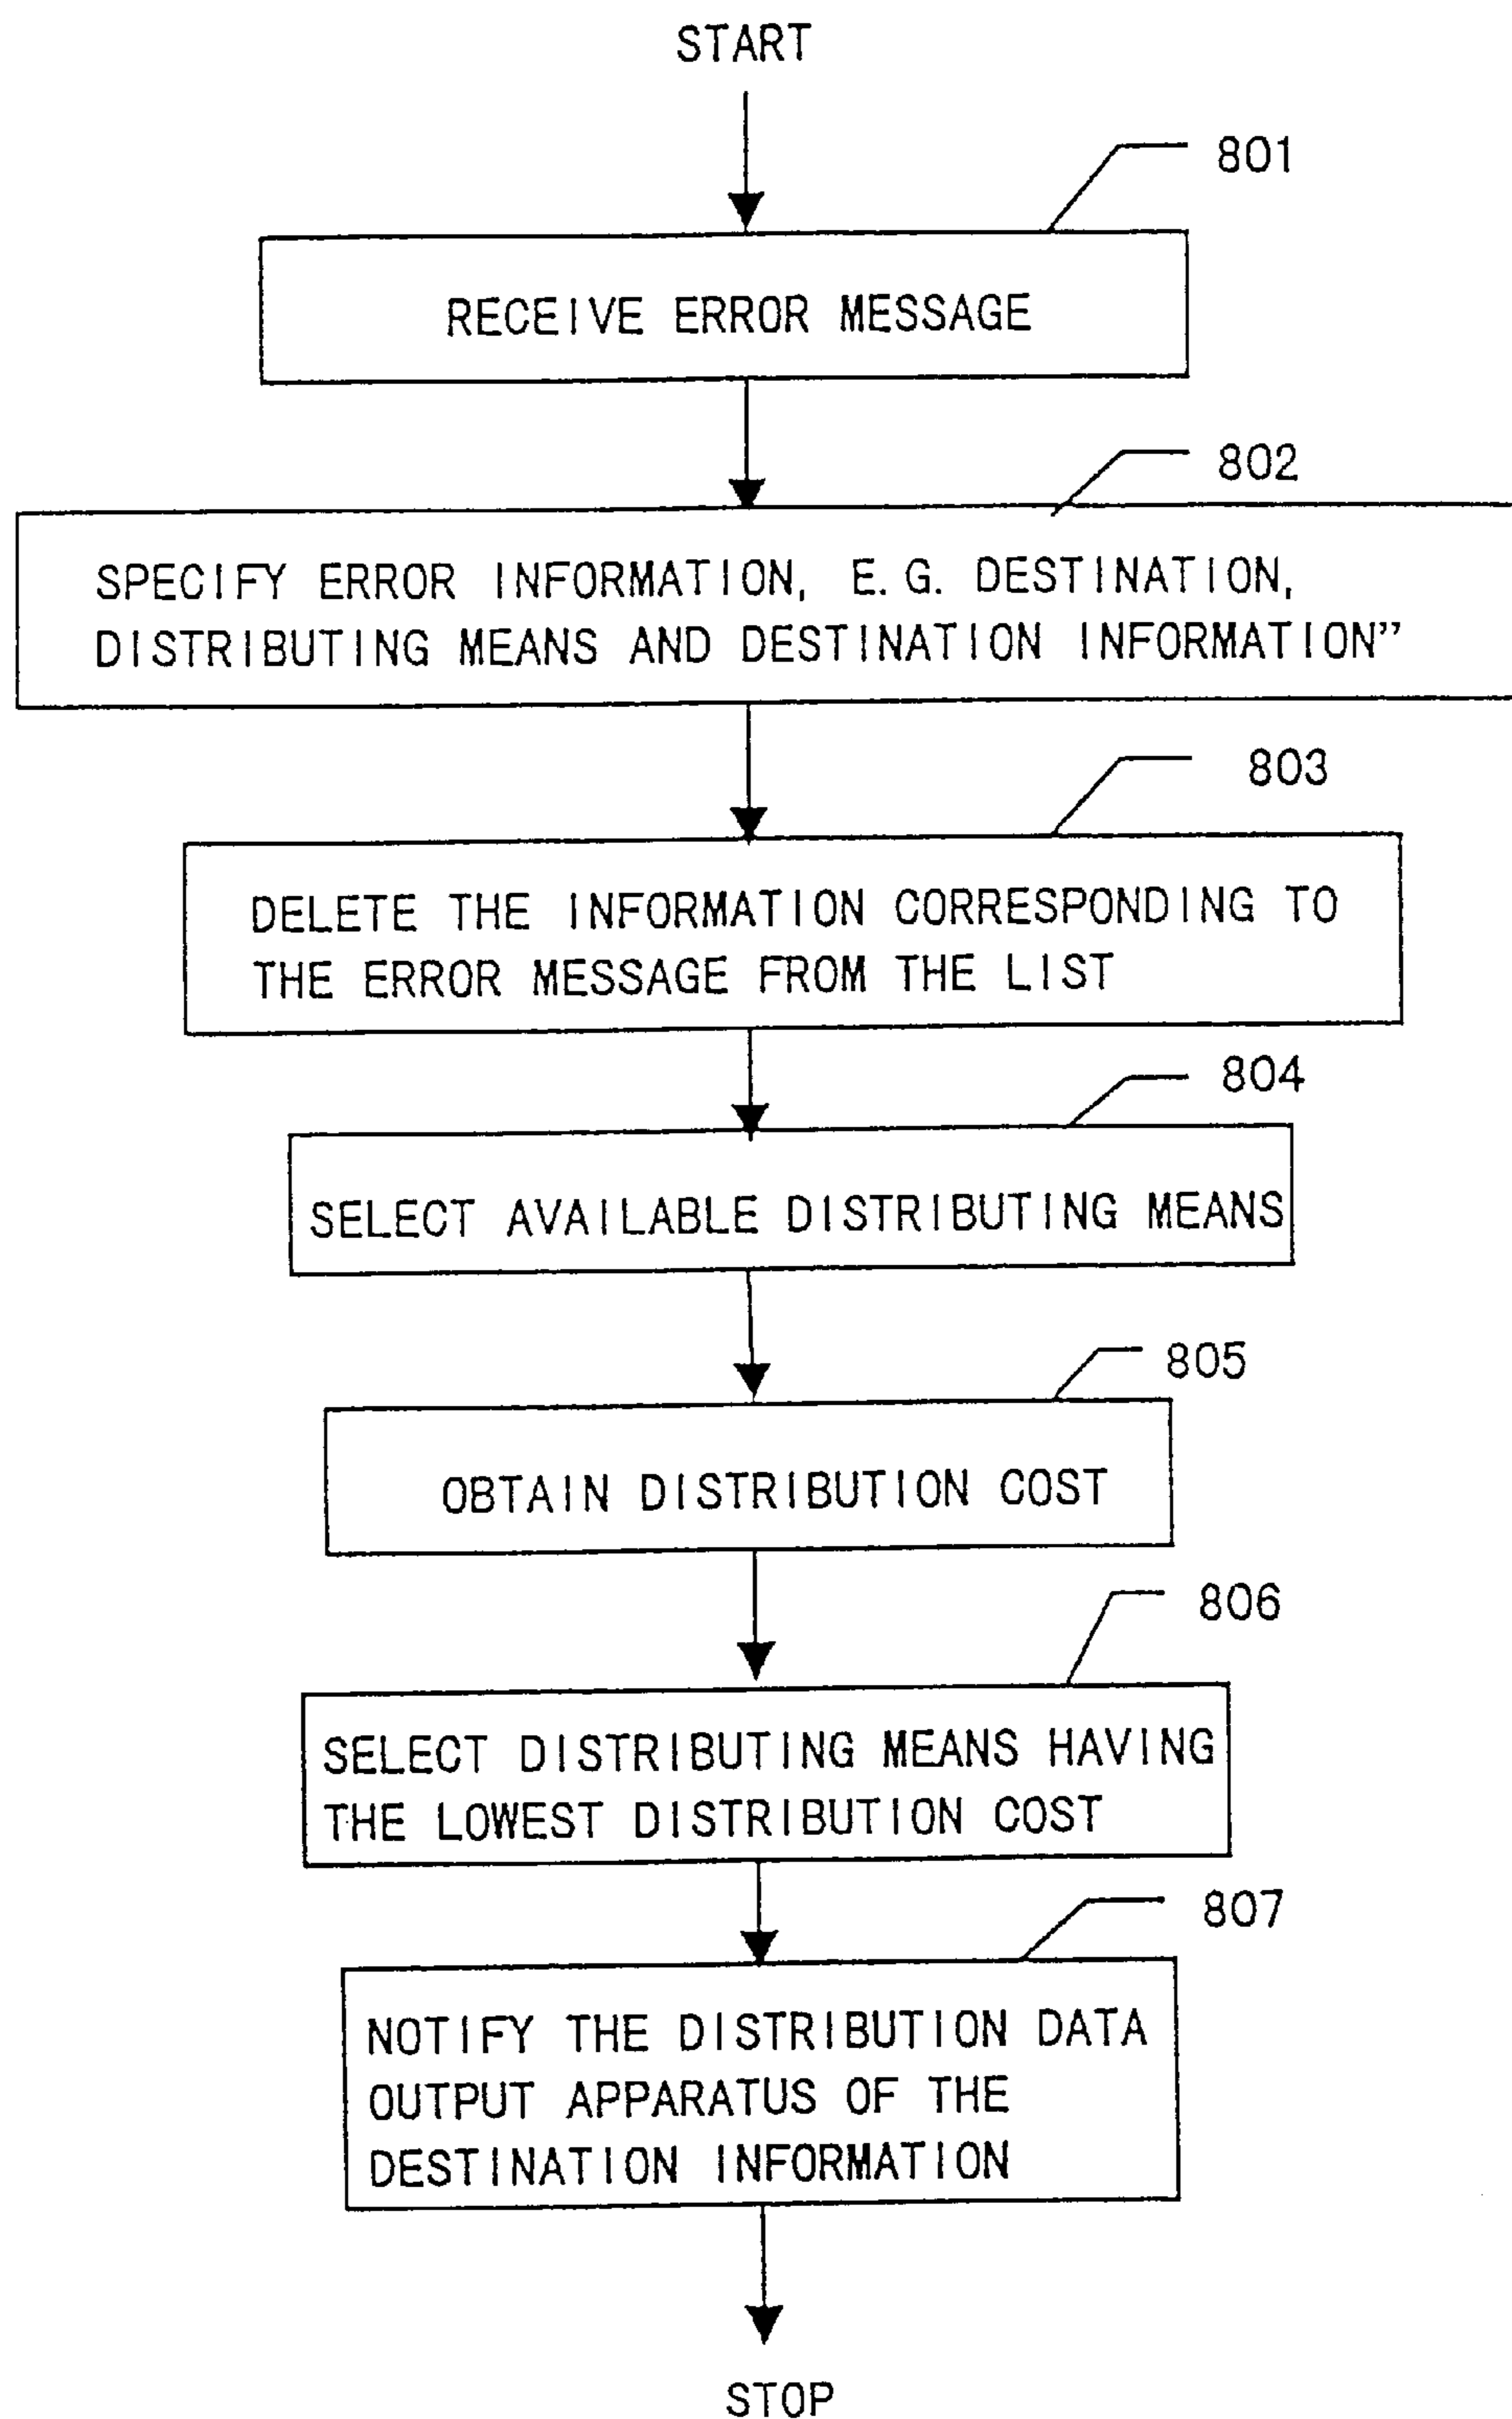 START
801
RECEIVE ERROR MESSAGE
802
SPECIFY ERROR INFORMATION, E.G. DESTINATION,
DISTRIBUTING MEANS AND DESTINATION INFORMATION”
803
DELETE THE INFORMATION CORRESPONDING TO
THE ERROR MESSAGE FROM THE LIST
804
SELECT AVAILABLE DISTRIBUTING MEANS
805
OBTAIN DISTRIBUTION COST
806
SELECT DISTRIBUTING MEANS HAVING
THE LOWEST DISTRIBUTION COST
807
NOTIFY THE DISTRIBUTION DATA
OUTPUT APPARATUS OF THE
DESTINATION INFORMATION
STOP